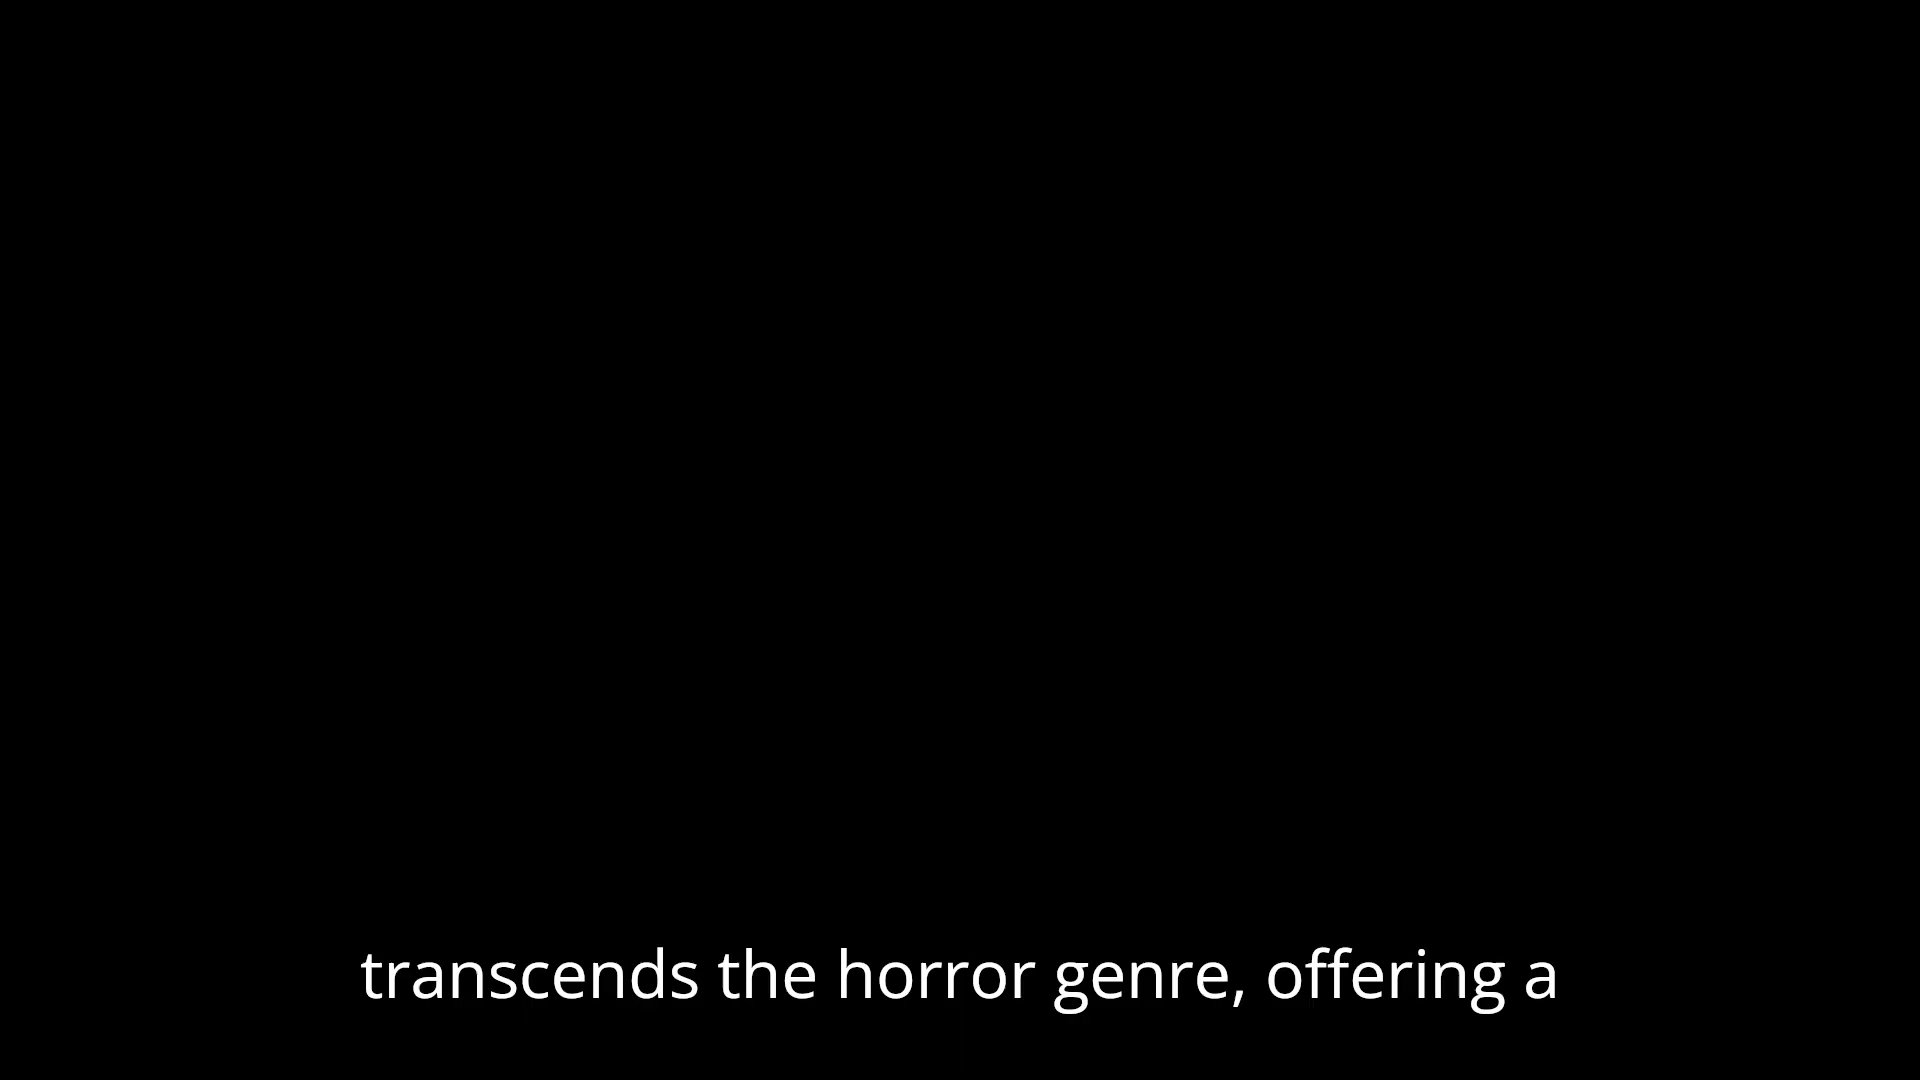 transcends the horror genre, offering a